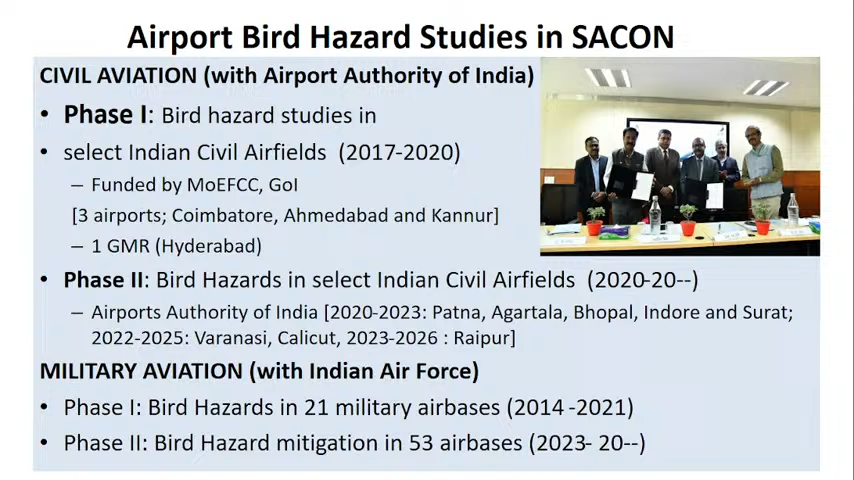 Airport Bird Hazard Studies in SACON
CIVIL AVIATION (with Airport Authority of India)
• Phase I: Bird hazard studies in
• select Indian Civil Airfields (2017-2020)
– Funded by MoEFCC, GoI
[3 airports; Coimbatore, Ahmedabad and Kannur]
– 1 GMR (Hyderabad)
• Phase II: Bird Hazards in select Indian Civil Airfields (2020-20--)
– Airports Authority of India [2020-2023: Patna, Agartala, Bhopal, Indore and Surat;
2022-2025: Varanasi, Calicut, 2023-2026 : Raipur]
MILITARY AVIATION (with Indian Air Force)
• Phase I: Bird Hazards in 21 military airbases (2014 -2021)
• Phase II: Bird Hazard mitigation in 53 airbases (2023- 20--)